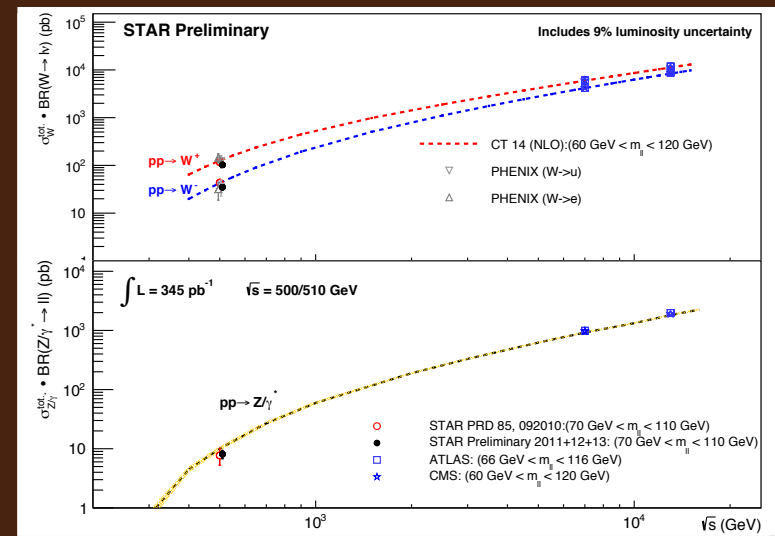 STAR Preliminary
Includes 9% luminosity uncertainty
σ_W^tot. • BR(W→ lν) (pb)
10^5
10^4
10^3
10^2
10
pp→ W^+
pp→ W^-
CT 14 (NLO):(60 GeV < m_ll < 120 GeV)
PHENIX (W->u)
PHENIX (W->e)
σ_Z/γ^tot. • BR(Z/γ^*→ ll) (pb)
10^4
10^3
10^2
10
1
∫ L = 345 pb^-1 √s = 500/510 GeV
pp→ Z/γ^*
STAR PRD 85, 092010:(70 GeV < m_ll < 110 GeV)
STAR Preliminary 2011+12+13: (70 GeV < m_ll < 110 GeV)
ATLAS: (66 GeV < m_ll < 116 GeV)
CMS: (60 GeV < m_ll < 120 GeV)
10^3
10^4
√s (GeV)